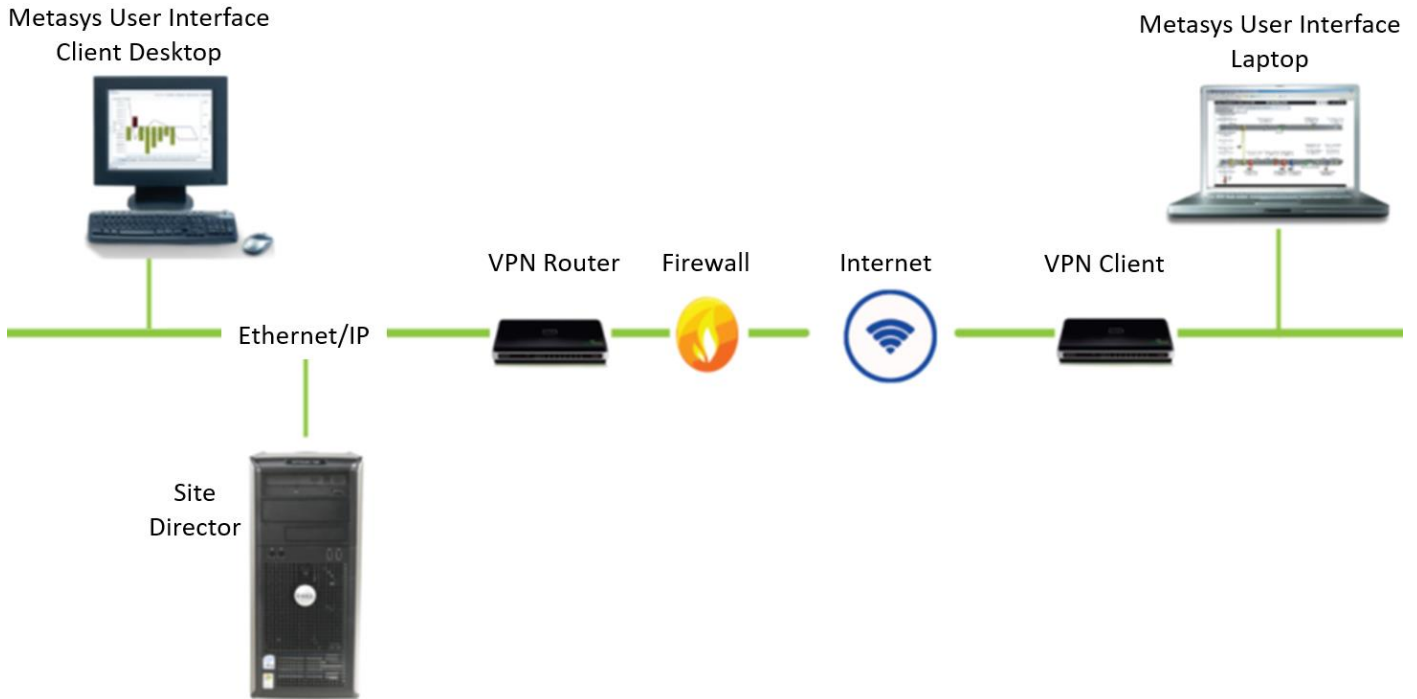 Metasys User Interface
Client Desktop
Metasys User Interface
Laptop
VPN Router
Firewall
Internet
VPN Client
Ethernet/IP
Site
Director